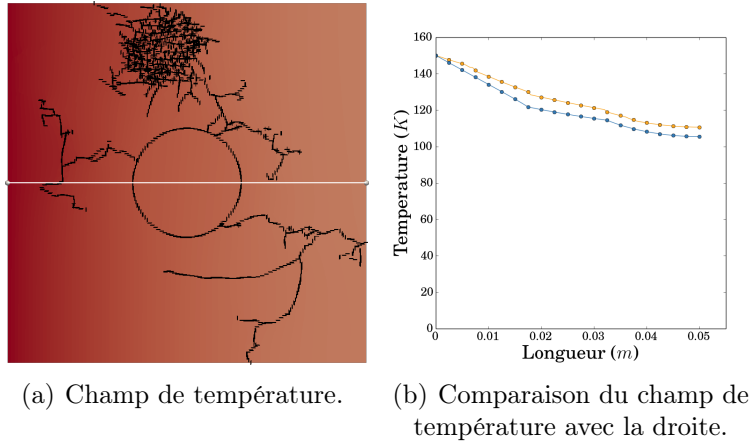 160
140
120
100
80
60
40
20
0
Temperature (K)
0 0.01 0.02 0.03 0.04 0.05
Longueur (m)
(a) Champ de température.
(b) Comparaison du champ de
température avec la droite.